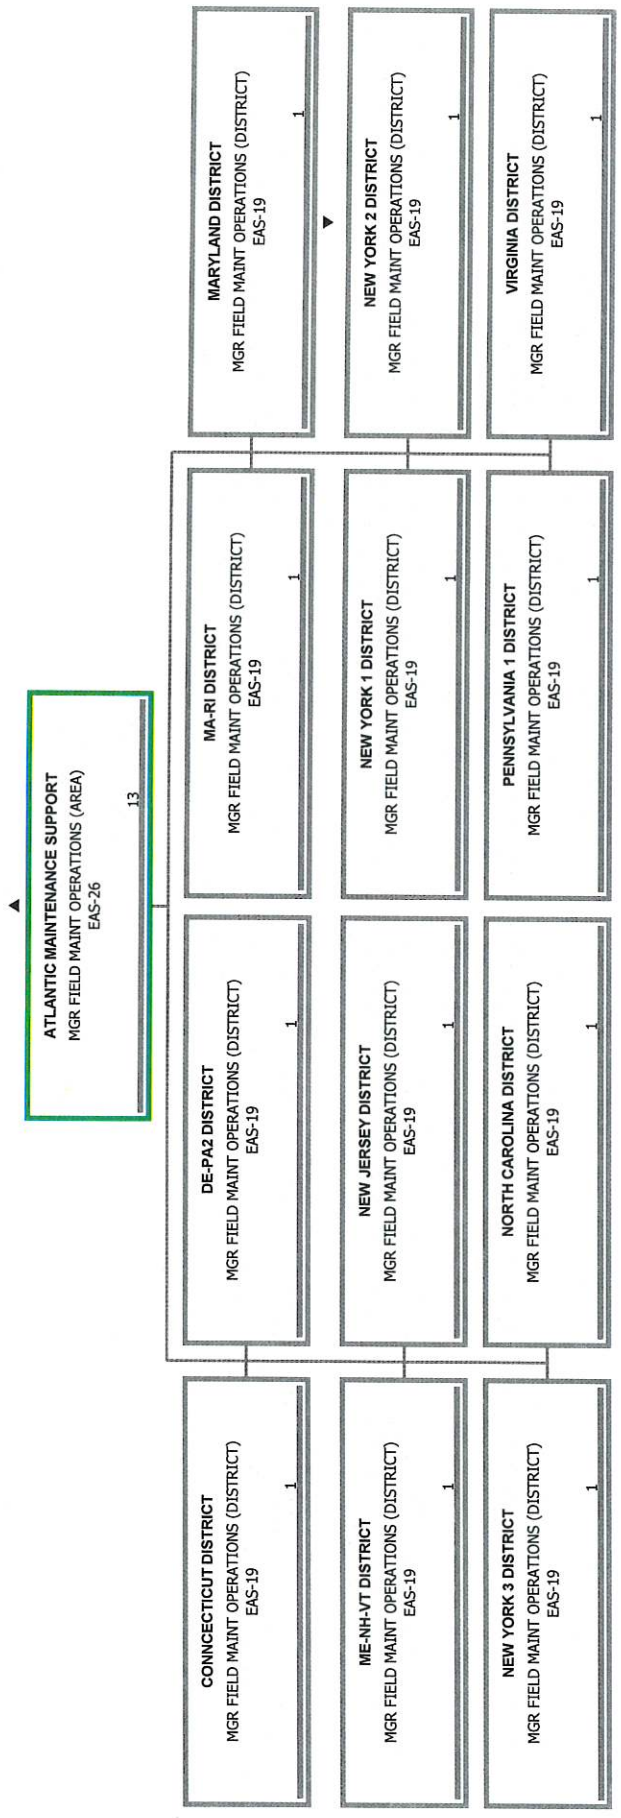 ATLANTIC MAINTENANCE SUPPORT
MGR FIELD MAINT OPERATIONS (AREA)
EAS-26
13
CONNCECTICUT DISTRICT
MGR FIELD MAINT OPERATIONS (DISTRICT)
EAS-19
1
DE-PA2 DISTRICT
MGR FIELD MAINT OPERATIONS (DISTRICT)
EAS-19
1
MA-RI DISTRICT
MGR FIELD MAINT OPERATIONS (DISTRICT)
EAS-19
1
MARYLAND DISTRICT
MGR FIELD MAINT OPERATIONS (DISTRICT)
EAS-19
1
ME-NH-VT DISTRICT
MGR FIELD MAINT OPERATIONS (DISTRICT)
EAS-19
1
NEW JERSEY DISTRICT
MGR FIELD MAINT OPERATIONS (DISTRICT)
EAS-19
1
NEW YORK 1 DISTRICT
MGR FIELD MAINT OPERATIONS (DISTRICT)
EAS-19
1
NEW YORK 2 DISTRICT
MGR FIELD MAINT OPERATIONS (DISTRICT)
EAS-19
1
NEW YORK 3 DISTRICT
MGR FIELD MAINT OPERATIONS (DISTRICT)
EAS-19
1
NORTH CAROLINA DISTRICT
MGR FIELD MAINT OPERATIONS (DISTRICT)
EAS-19
1
PENNSYLVANIA 1 DISTRICT
MGR FIELD MAINT OPERATIONS (DISTRICT)
EAS-19
1
VIRGINIA DISTRICT
MGR FIELD MAINT OPERATIONS (DISTRICT)
EAS-19
1